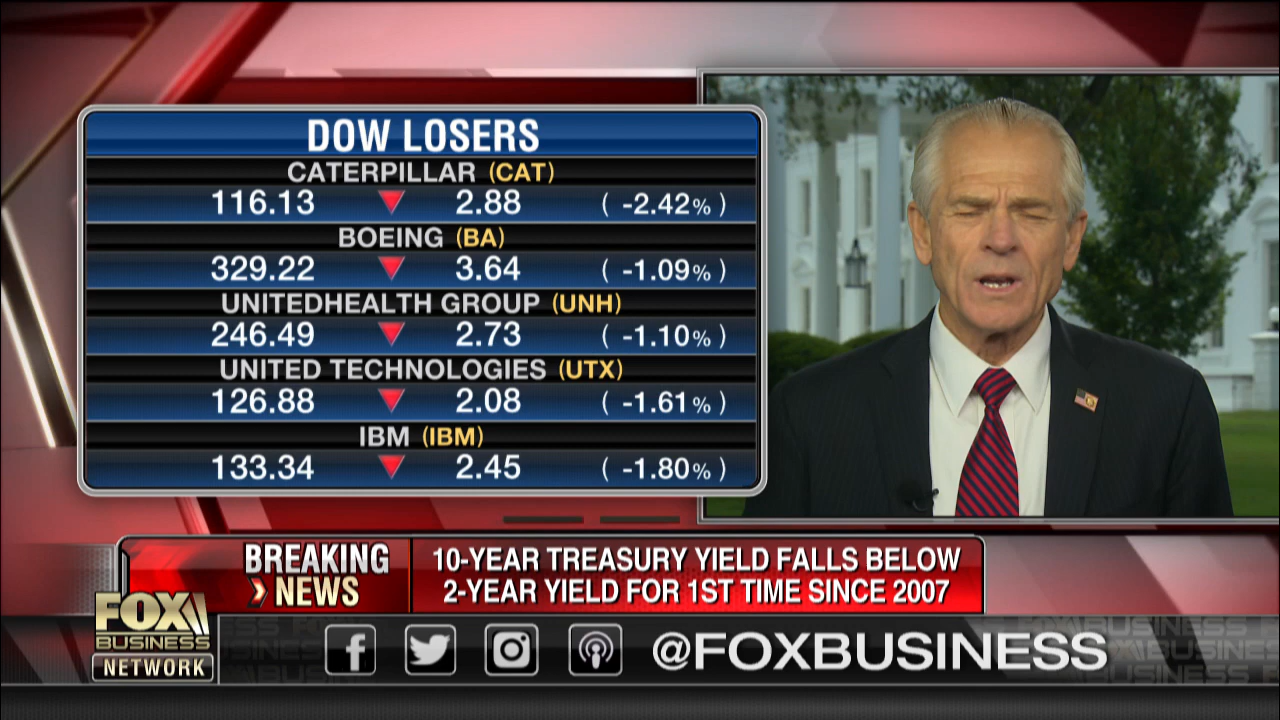 DOW LOSERS
CATERPILLAR (CAT)
116.13 ▼ 2.88 ( -2.42% )
BOEING (BA)
329.22 ▼ 3.64 ( -1.09% )
UNITEDHEALTH GROUP (UNH)
246.49 ▼ 2.73 ( -1.10% )
UNITED TECHNOLOGIES (UTX)
126.88 ▼ 2.08 ( -1.61% )
IBM (IBM)
133.34 ▼ 2.45 ( -1.80% )
BREAKING
NEWS
10-YEAR TREASURY YIELD FALLS BELOW
2-YEAR YIELD FOR 1ST TIME SINCE 2007
FOX
BUSINESS
NETWORK
@FOXBUSINESS